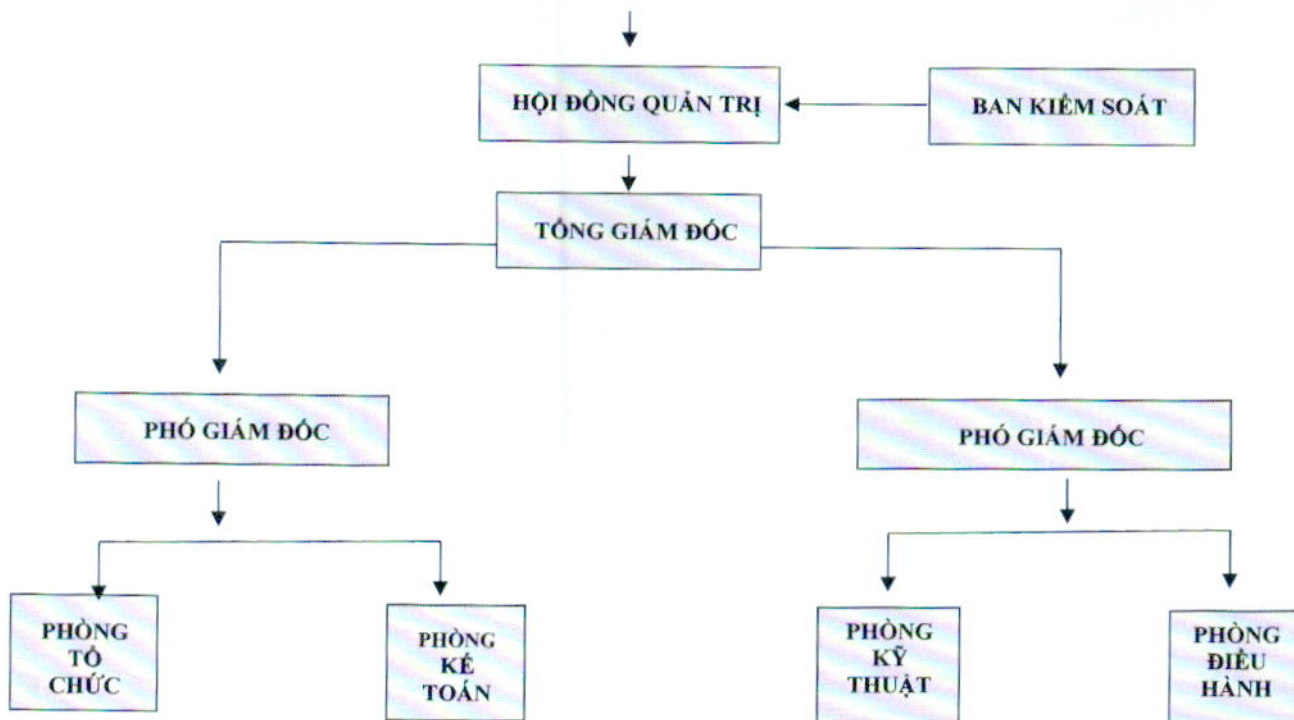 HỘI ĐỒNG QUẢN TRỊ
BAN KIỂM SOÁT
TỔNG GIÁM ĐỐC
PHÓ GIÁM ĐỐC
PHÓ GIÁM ĐỐC
PHÒNG
TỔ
CHỨC
PHÒNG
KẾ
TOÁN
PHÒNG
KỸ
THUẬT
PHÒNG
ĐIỀU
HÀNH